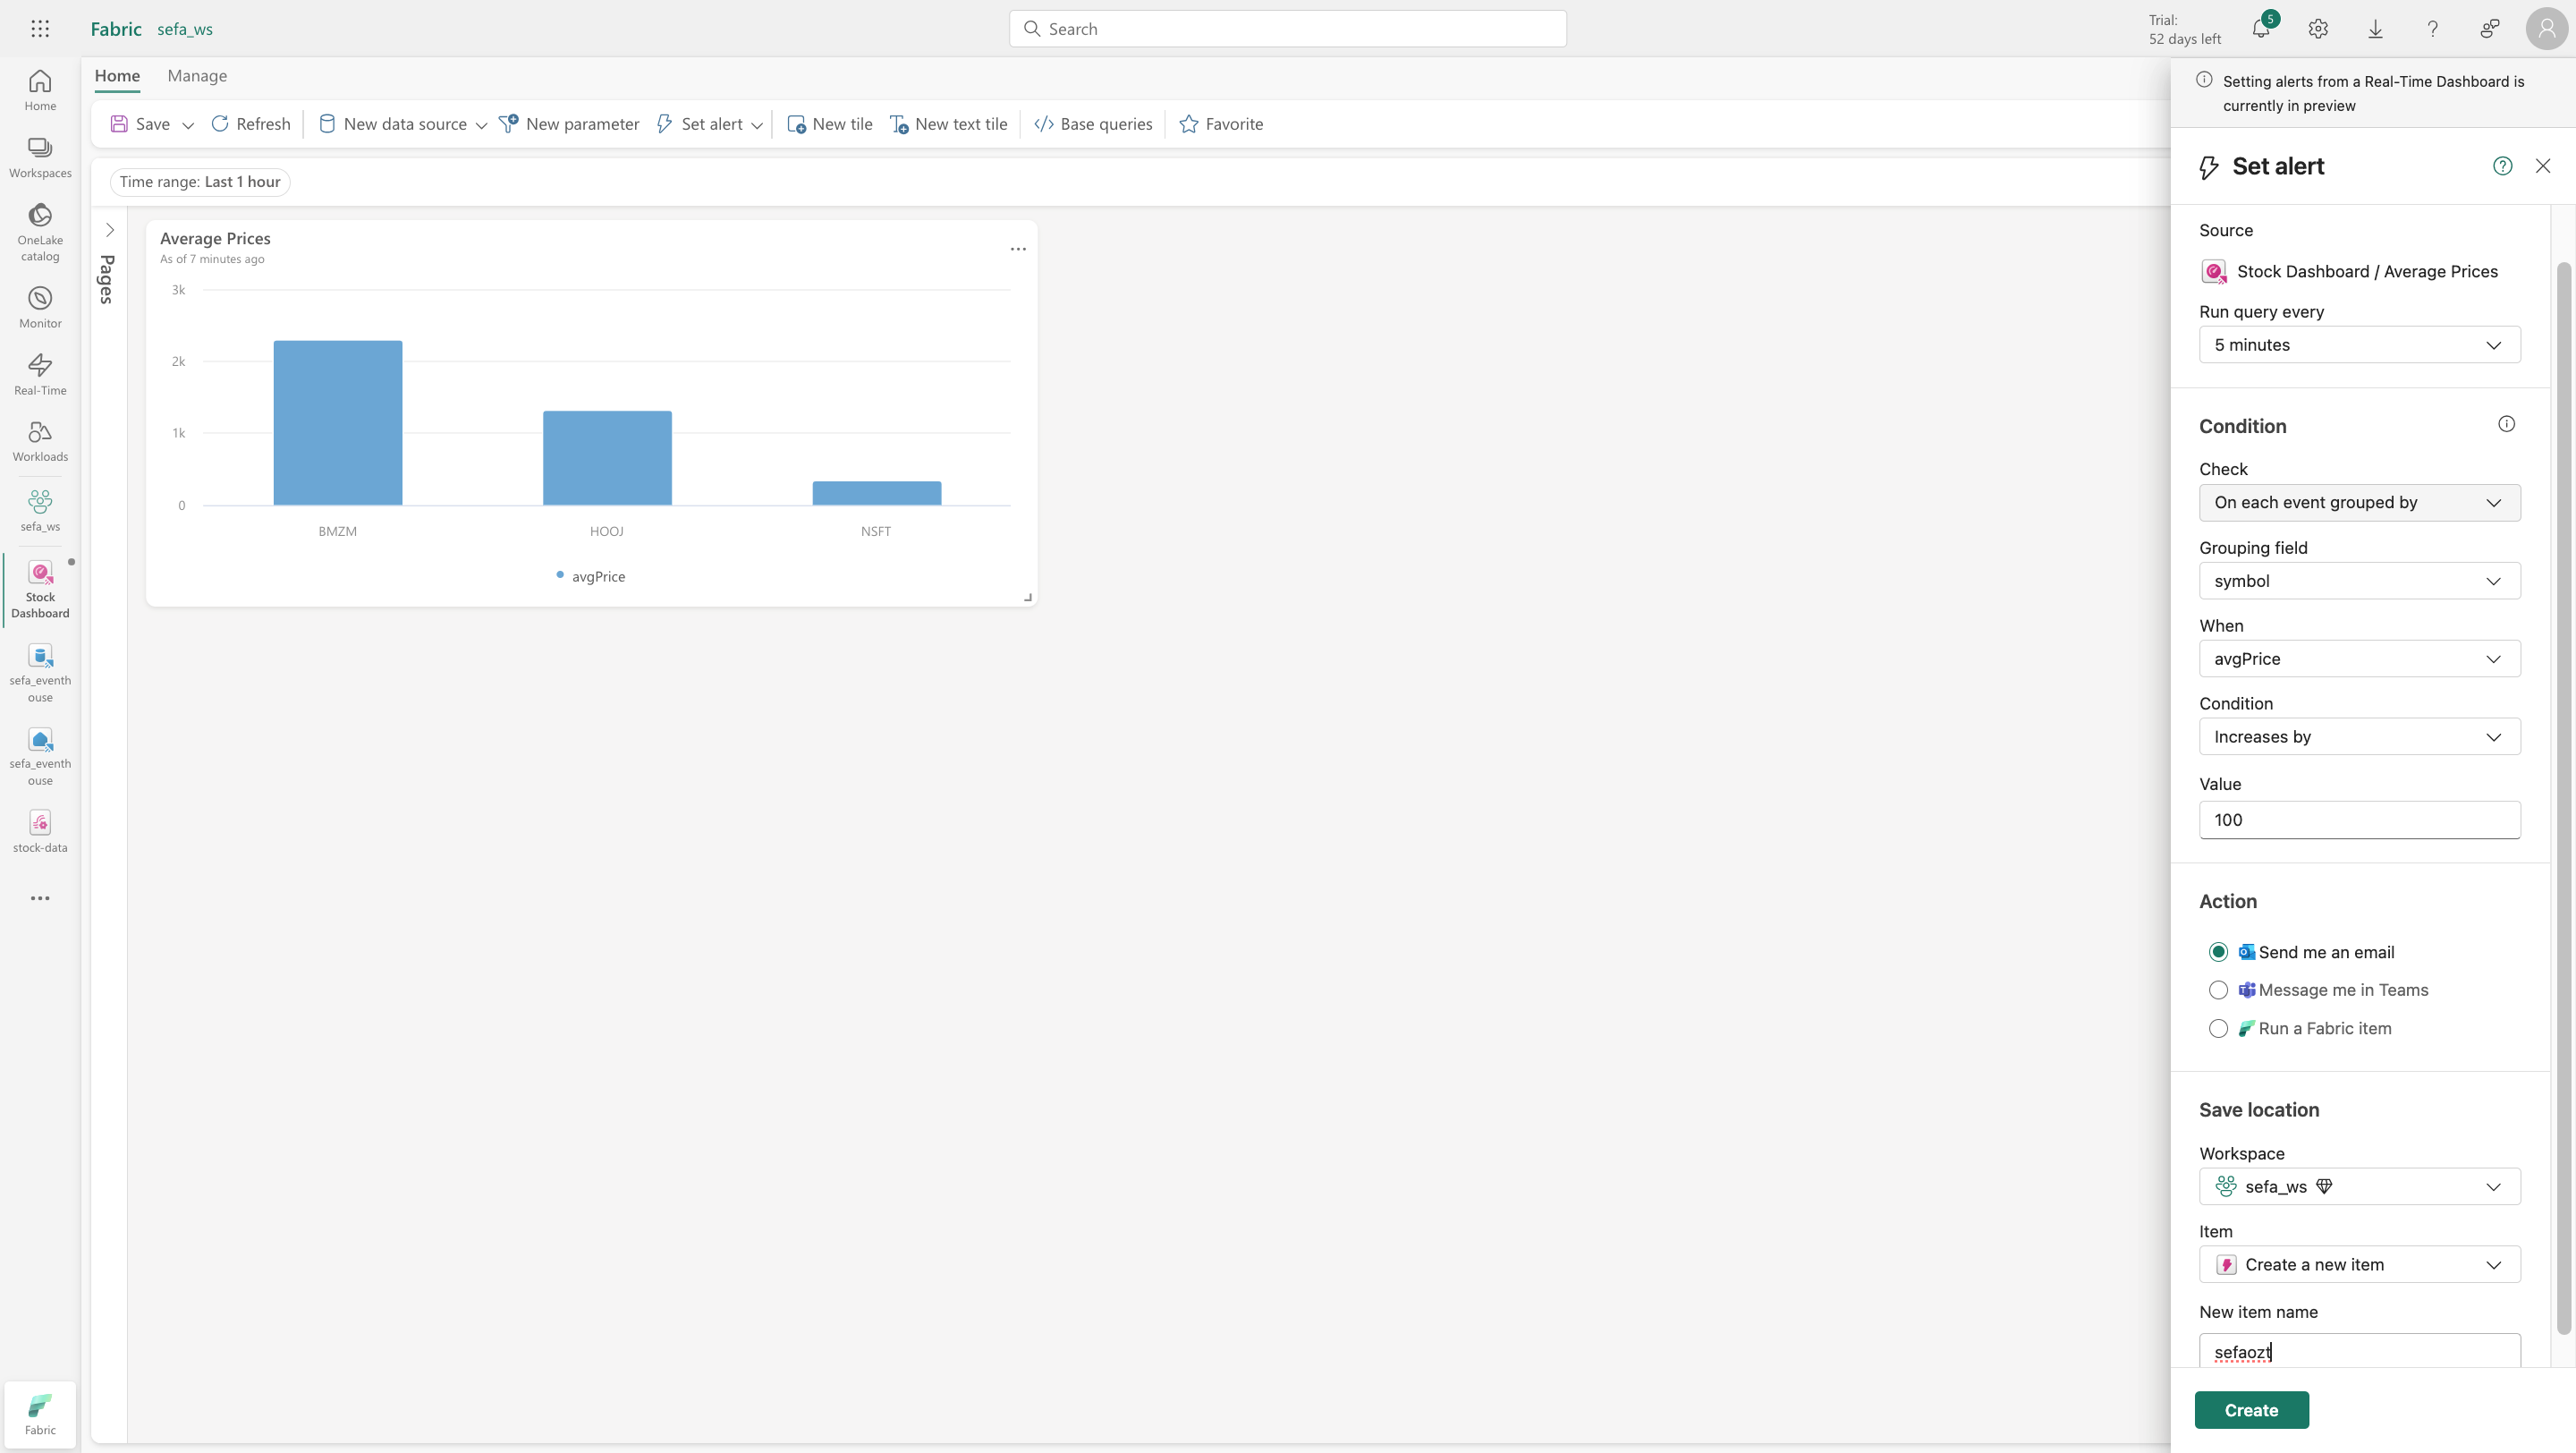 Fabric sefa_ws
Search
Trial:
52 days left
5
Home
Workspaces
OneLake
catalog
Monitor
Real-Time
Workloads
sefa_ws
Stock
Dashboard
sefa_eventh
ouse
sefa_eventh
ouse
stock-data
Fabric
Home Manage
Save Refresh New data source New parameter Set alert New tile New text tile Base queries Favorite
Time range: Last 1 hour
Pages
Average Prices
As of 7 minutes ago
3k
2k
1k
0
BMZM HOOJ NSFT
avgPrice
Setting alerts from a Real-Time Dashboard is
currently in preview
Set alert
Source
Stock Dashboard / Average Prices
Run query every
5 minutes
Condition
Check
On each event grouped by
Grouping field
symbol
When
avgPrice
Condition
Increases by
Value
100
Action
Send me an email
Message me in Teams
Run a Fabric item
Save location
Workspace
sefa_ws
Item
Create a new item
New item name
sefaozt
Create